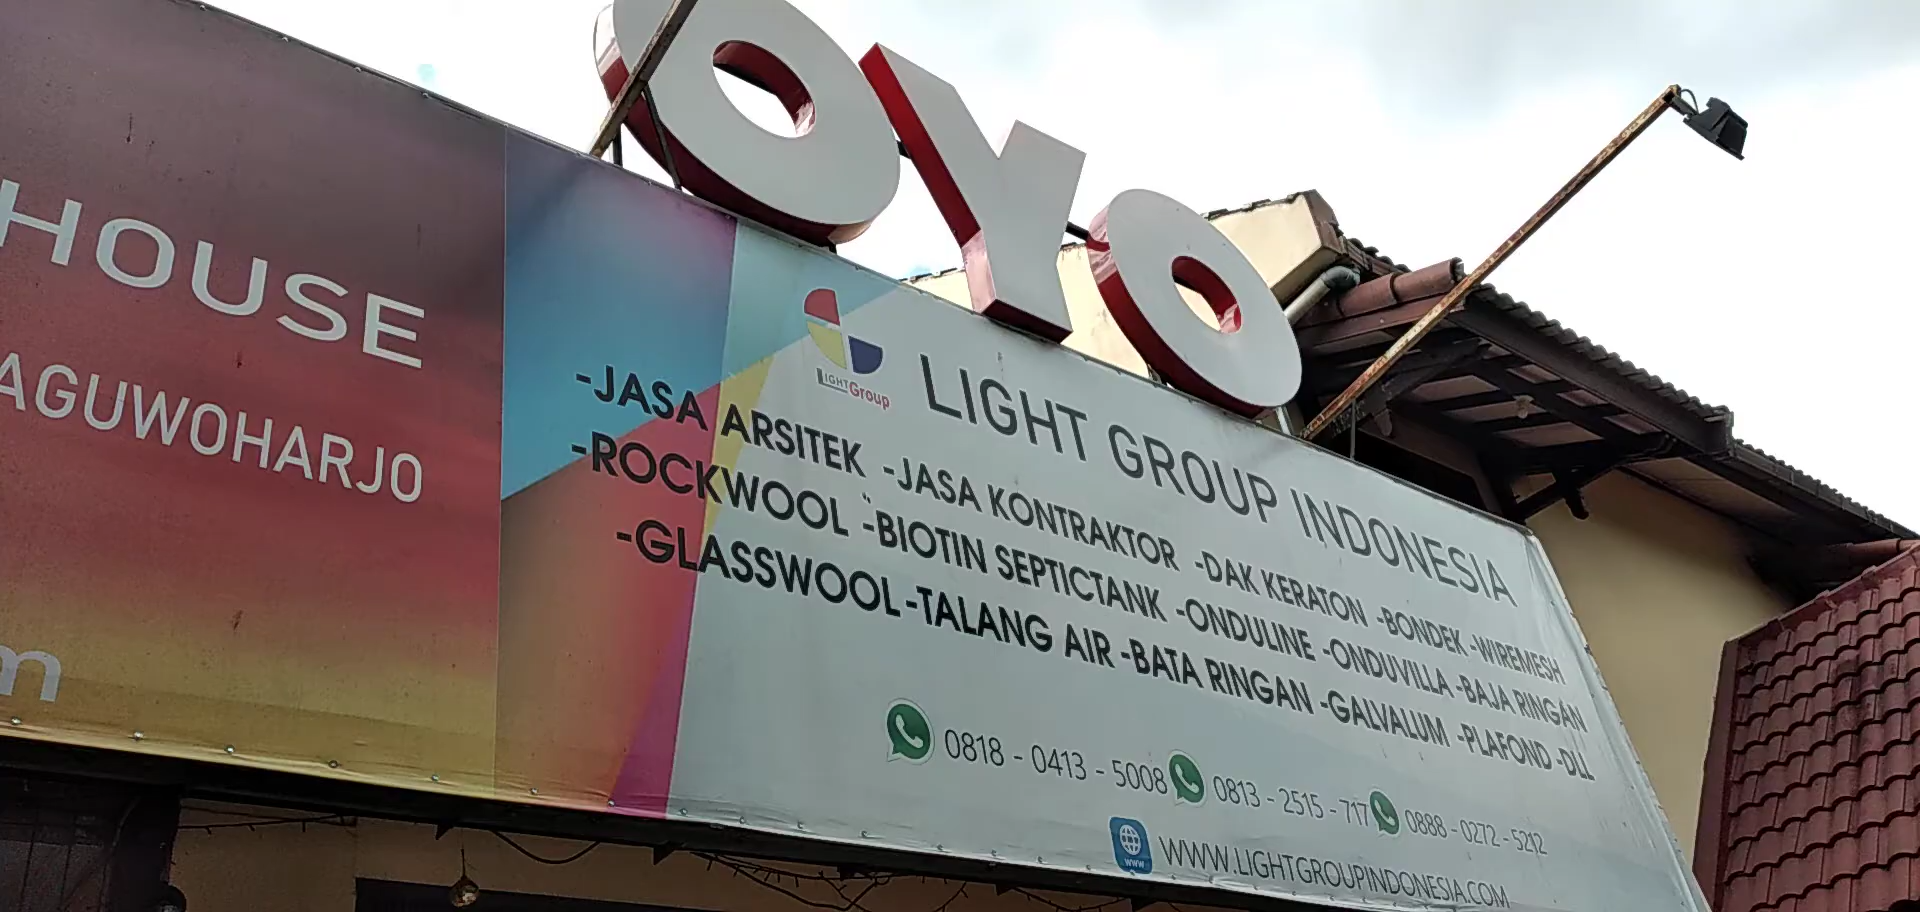 OYO
HOUSE
AGUWOHARJO
m
LIGHT Group
LIGHT GROUP INDONESIA
-JASA ARSITEK -JASA KONTRAKTOR -DAK KERATON -BONDEK -WIREMESH
-ROCKWOOL -BIOTIN SEPTICTANK -ONDULINE -ONDUVILLA -BAJA RINGAN
-GLASSWOOL -TALANG AIR -BATA RINGAN -GALVALUM -PLAFOND -DLL
0818 - 0413 - 5008 0813 - 2515 - 717 0888 - 0272 - 5212
www WWW.LIGHTGROUPINDONESIA.COM